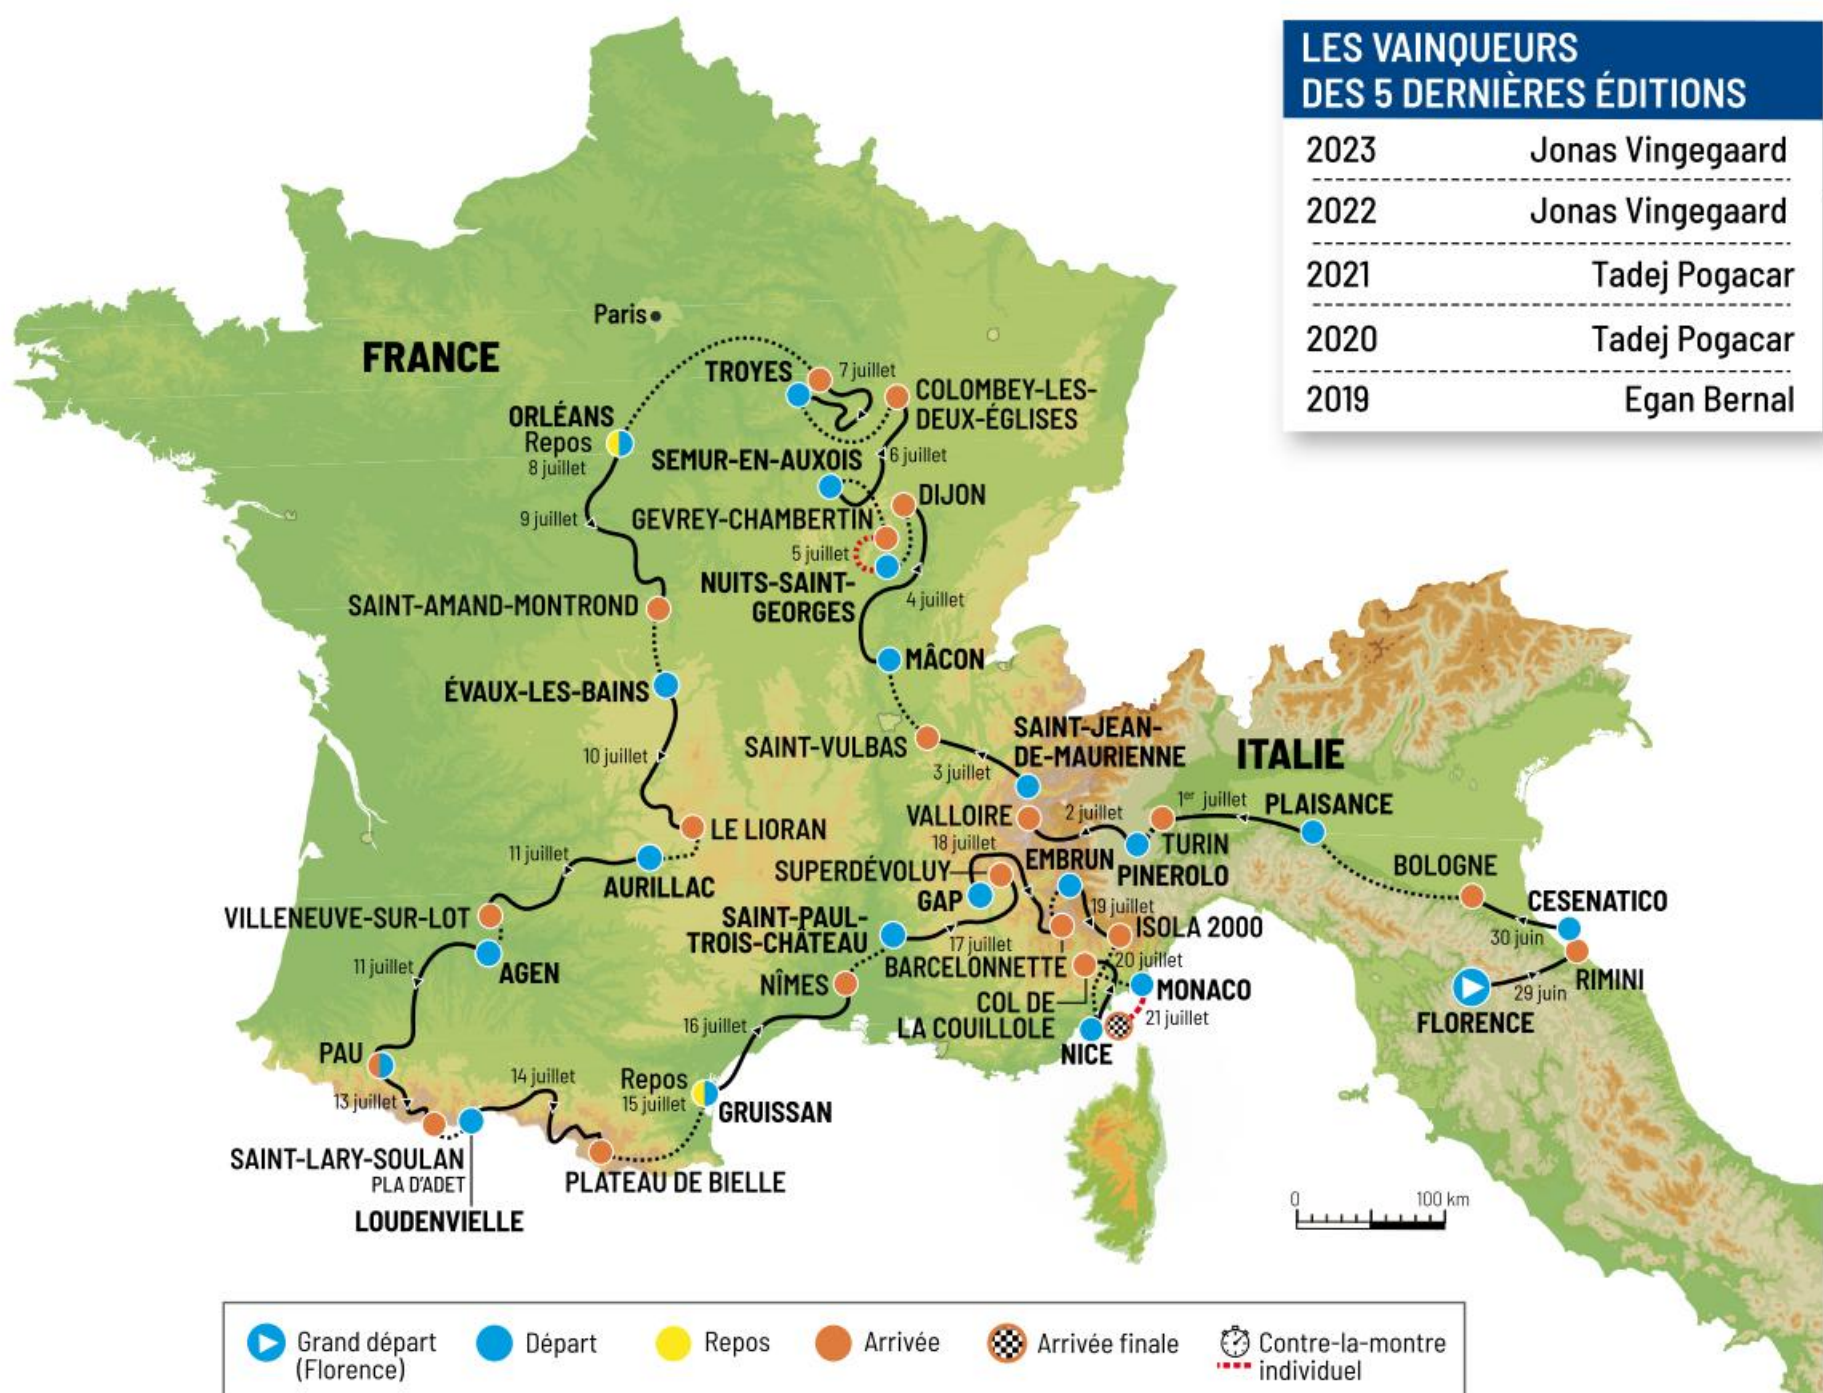 LES VAINQUEURS
DES 5 DERNIÈRES ÉDITIONS
2023 Jonas Vingegaard
2022 Jonas Vingegaard
2021 Tadej Pogacar
2020 Tadej Pogacar
2019 Egan Bernal
Paris
FRANCE
TROYES
7 juillet
COLOMBEY-LES-
DEUX-ÉGLISES
ORLÉANS
Repos
8 juillet
SEMUR-EN-AUXOIS
6 juillet
DIJON
9 juillet
GEVREY-CHAMBERTIN
5 juillet
NUITS-SAINT-
GEORGES
4 juillet
SAINT-AMAND-MONTROND
MÂCON
ÉVAUX-LES-BAINS
SAINT-VULBAS
SAINT-JEAN-
DE-MAURIENNE
ITALIE
10 juillet
3 juillet
VALLOIRE
2 juillet
1er juillet
PLAISANCE
LE LIORAN
18 juillet
TURIN
11 juillet
SUPERDÉVOLUY
EMBRUN
PINEROLO
BOLOGNE
AURILLAC
GAP
CESENATICO
VILLENEUVE-SUR-LOT
SAINT-PAUL-
TROIS-CHÂTEAU
19 juillet
ISOLA 2000
30 juin
17 juillet
11 juillet
AGEN
BARCELONNETTE
20 juillet
NÎMES
RIMINI
MONACO
29 juin
COL DE
LA COUILLOLE
21 juillet
FLORENCE
16 juillet
PAU
NICE
14 juillet
Repos
15 juillet
GRUISSAN
13 juillet
SAINT-LARY-SOULAN
PLA D'ADET
PLATEAU DE BIELLE
LOUDENVIELLE
0 100 km
Grand départ
(Florence)
Départ
Repos
Arrivée
Arrivée finale
Contre-la-montre
individuel